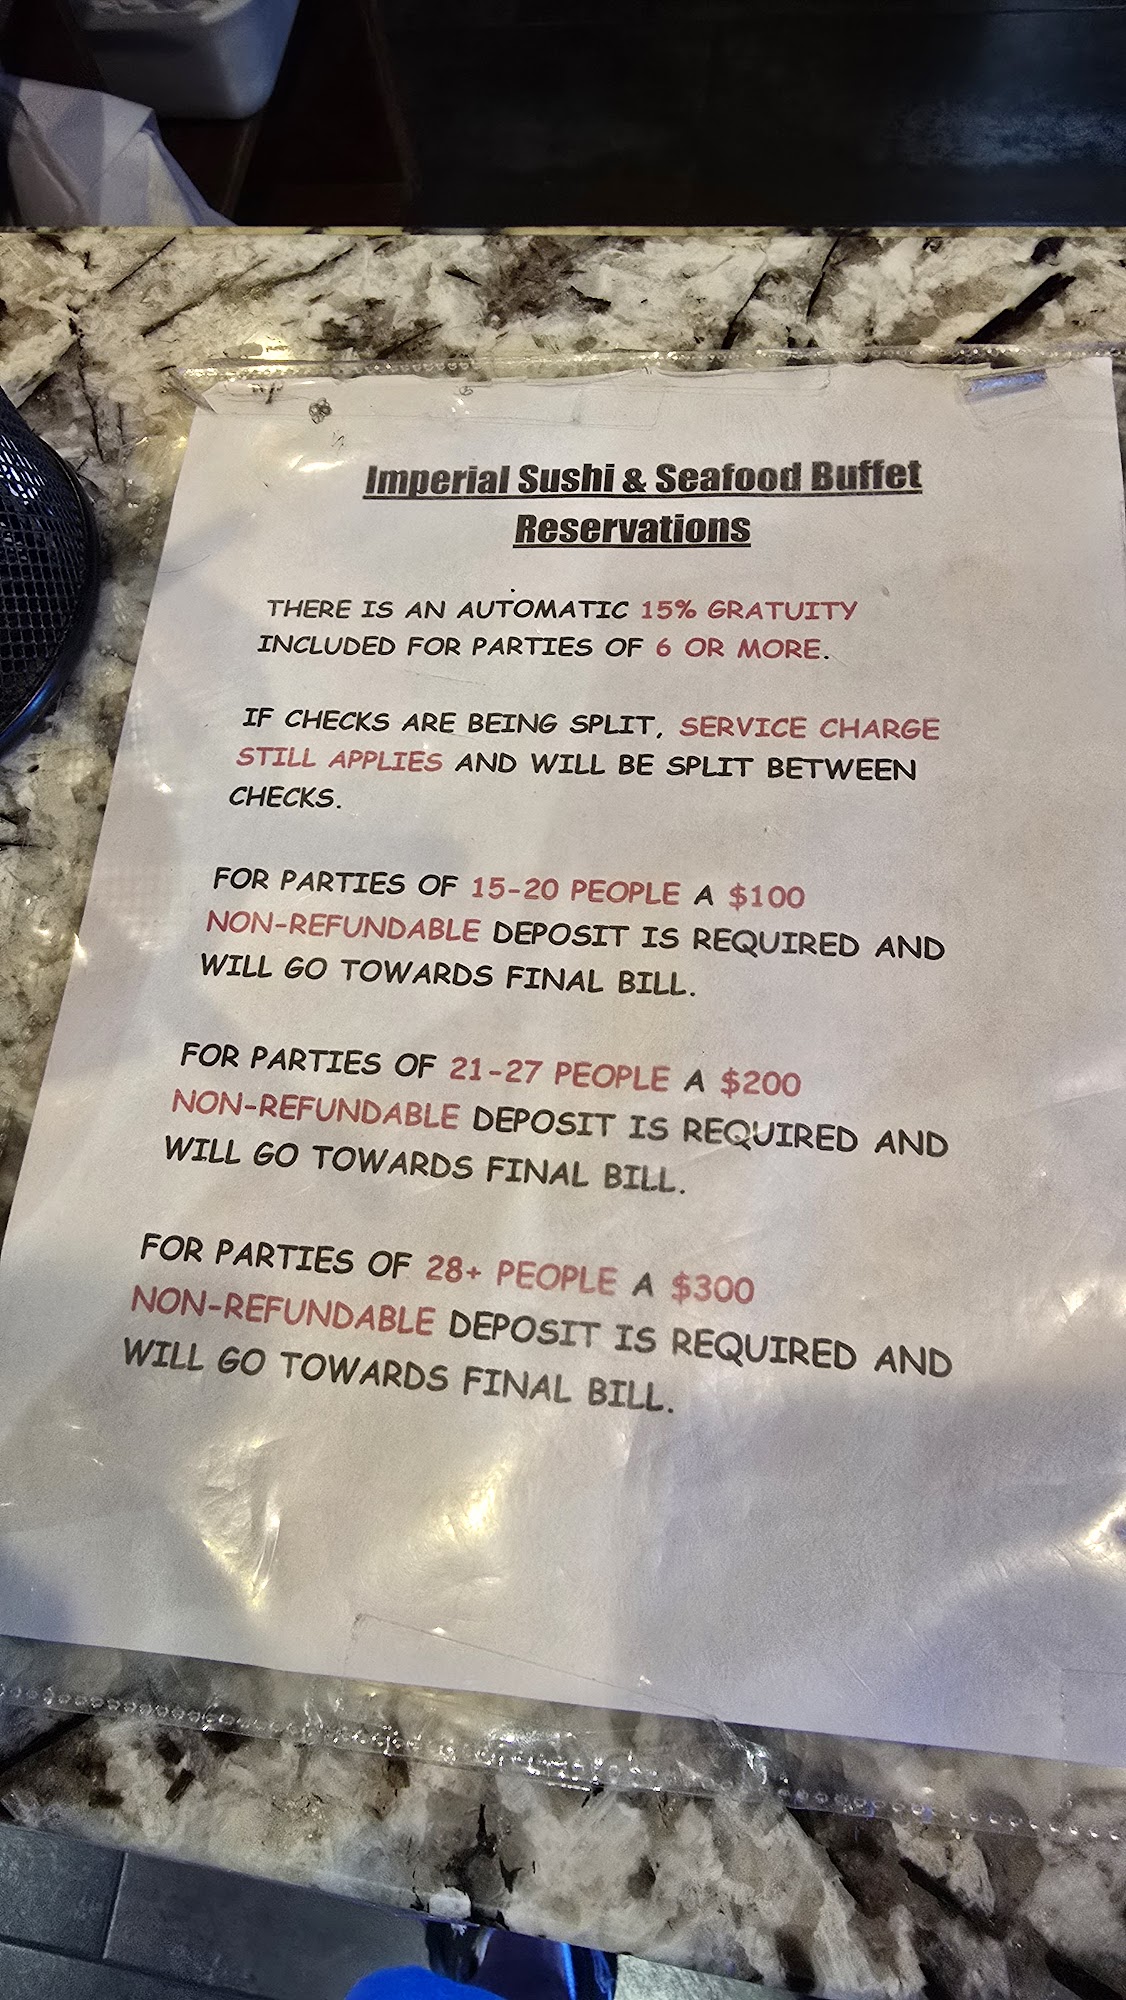 Imperial Sushi & Seafood Buffet
Reservations
THERE IS AN AUTOMATIC 15% GRATUITY
INCLUDED FOR PARTIES OF 6 OR MORE.
IF CHECKS ARE BEING SPLIT, SERVICE CHARGE
STILL APPLIES AND WILL BE SPLIT BETWEEN
CHECKS.
FOR PARTIES OF 15-20 PEOPLE A $100
NON-REFUNDABLE DEPOSIT IS REQUIRED AND
WILL GO TOWARDS FINAL BILL.
FOR PARTIES OF 21-27 PEOPLE A $200
NON-REFUNDABLE DEPOSIT IS REQUIRED AND
WILL GO TOWARDS FINAL BILL.
FOR PARTIES OF 28+ PEOPLE A $300
NON-REFUNDABLE DEPOSIT IS REQUIRED AND
WILL GO TOWARDS FINAL BILL.